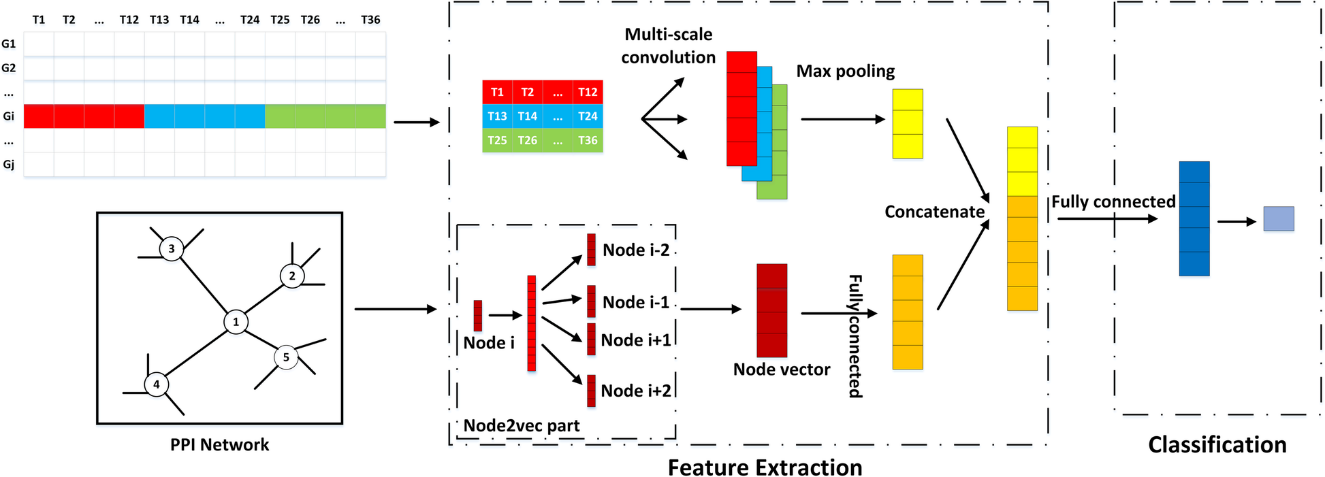 T1 T2 ... T12 T13 T14 ... T24 T25 T26 ... T36
G1
G2
...
Gi
...
Gj
Multi-scale
convolution
T1 T2 ... T12
T13 T14 ... T24
T25 T26 ... T36
Max pooling
Concatenate
Fully connected
3
2
1
5
4
PPI Network
Node i
Node i-2
Node i-1
Node i+1
Node i+2
Node2vec part
Node vector
Fully connected
Feature Extraction
Classification